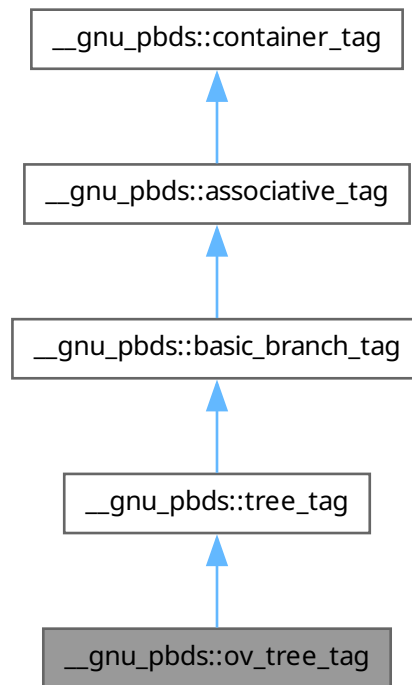 __gnu_pbds::container_tag
__gnu_pbds::associative_tag
__gnu_pbds::basic_branch_tag
__gnu_pbds::tree_tag
__gnu_pbds::ov_tree_tag